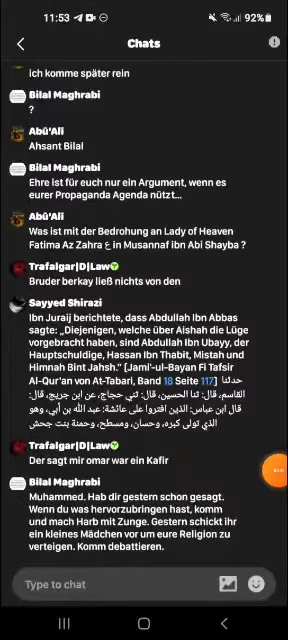 11:53 92%
Chats
ich komme später rein
Bilal Maghrabi
?
Abū'Ali
Ahsant Bilal
Bilal Maghrabi
Ehre ist für euch nur ein Argument, wenn es
eurer Propaganda Agenda nützt...
Abū'Ali
Was ist mit der Bedrohung an Lady of Heaven
Fatima Az Zahra ع in Musannaf ibn Abi Shayba ?
Trafalgar|D|Law
Bruder berkay ließ nichts von den
Sayyed Shirazi
Ibn Juraij berichtete, dass Abdullah Ibn Abbas
sagte: „Diejenigen, welche über Aishah die Lüge
vorgebracht haben, sind Abdullah Ibn Ubayy, der
Hauptschuldige, Hassan Ibn Thabit, Mistah und
Himnah Bint Jahsh.“ [Jami'-ul-Bayan Fi Tafsir
Al-Qur'an von At-Tabari, Band 18 Seite 117] حدثنا
القاسم، قال: ثنا الحسين، قال: ثني حجاج، عن ابن جريج، قال:
قال ابن عباس: الذين افتروا على عائشة: عبد الله بن أبي، وهو
الذي تولى كبره، وحسان، ومسطح، وحمنة بنت جحش
Trafalgar|D|Law
Der sagt mir omar war ein Kafir
Bilal Maghrabi
Muhammed. Hab dir gestern schon gesagt.
Wenn du was hervorzubringen hast, komm
und mach Harb mit Zunge. Gestern schickt ihr
ein kleines Mädchen vor um eure Religion zu
verteigen. Komm debattieren.
Type to chat